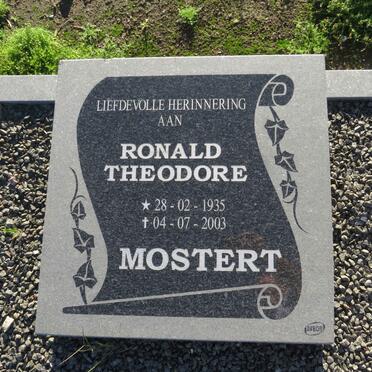 LIEFDEVOLLE HERINNERING
AAN
RONALD
THEODORE
★ 28 - 02 - 1935
✝ 04 - 07 - 2003
MOSTERT